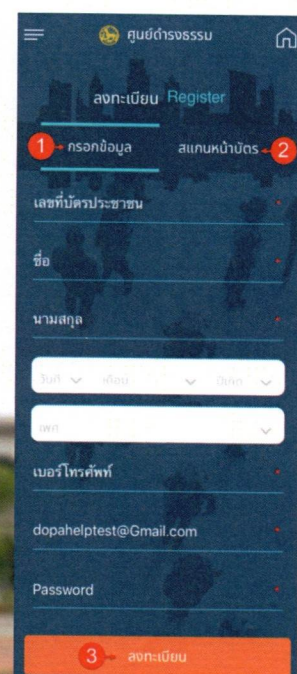 ศูนย์ดำรงธรรม
ลงทะเบียน Register
1 กรอกข้อมูล สแกนหน้าบัตร 2
เลขที่บัตรประชาชน *
ชื่อ *
นามสกุล *
วันที่ เดือน ปีเกิด
เพศ
เบอร์โทรศัพท์ *
dopahelptest@Gmail.com *
Password *
3 ลงทะเบียน